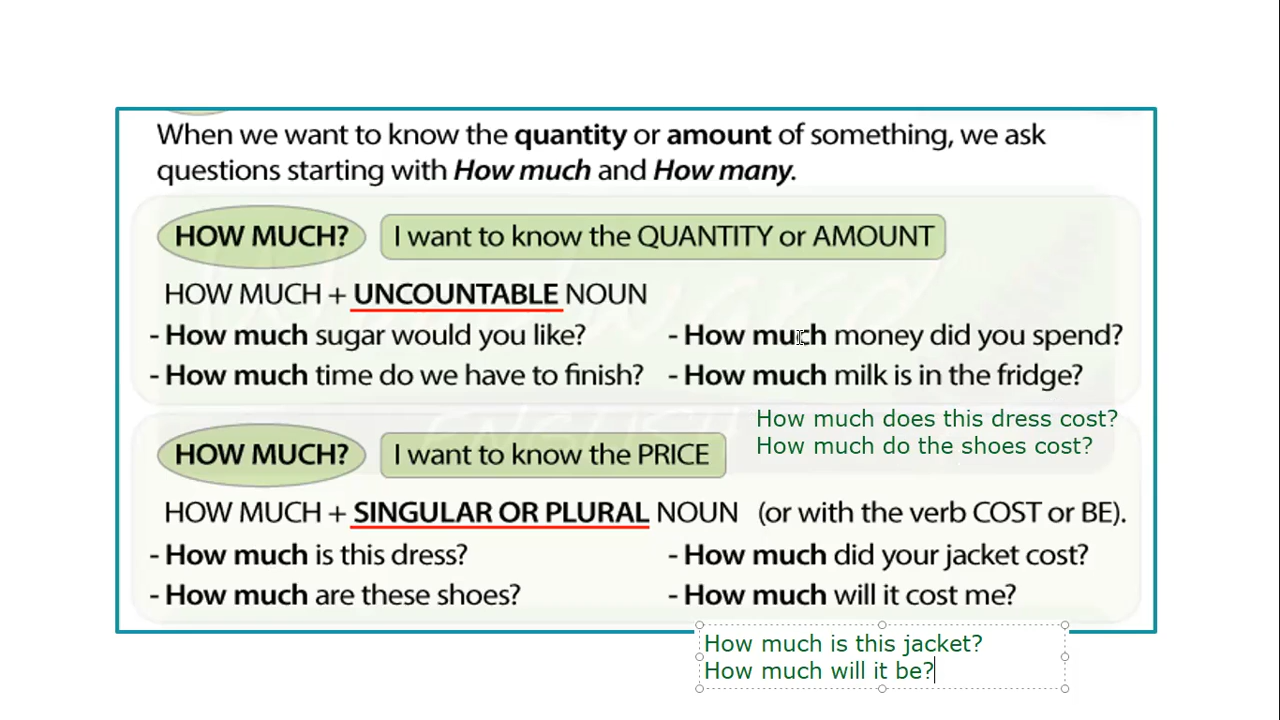 When we want to know the quantity or amount of something, we ask
questions starting with How much and How many.
HOW MUCH? I want to know the QUANTITY or AMOUNT
HOW MUCH + UNCOUNTABLE NOUN
- How much sugar would you like? - How much money did you spend?
- How much time do we have to finish? - How much milk is in the fridge?
How much does this dress cost?
How much do the shoes cost?
HOW MUCH? I want to know the PRICE
HOW MUCH + SINGULAR OR PLURAL NOUN (or with the verb COST or BE).
- How much is this dress? - How much did your jacket cost?
- How much are these shoes? - How much will it cost me?
How much is this jacket?
How much will it be?